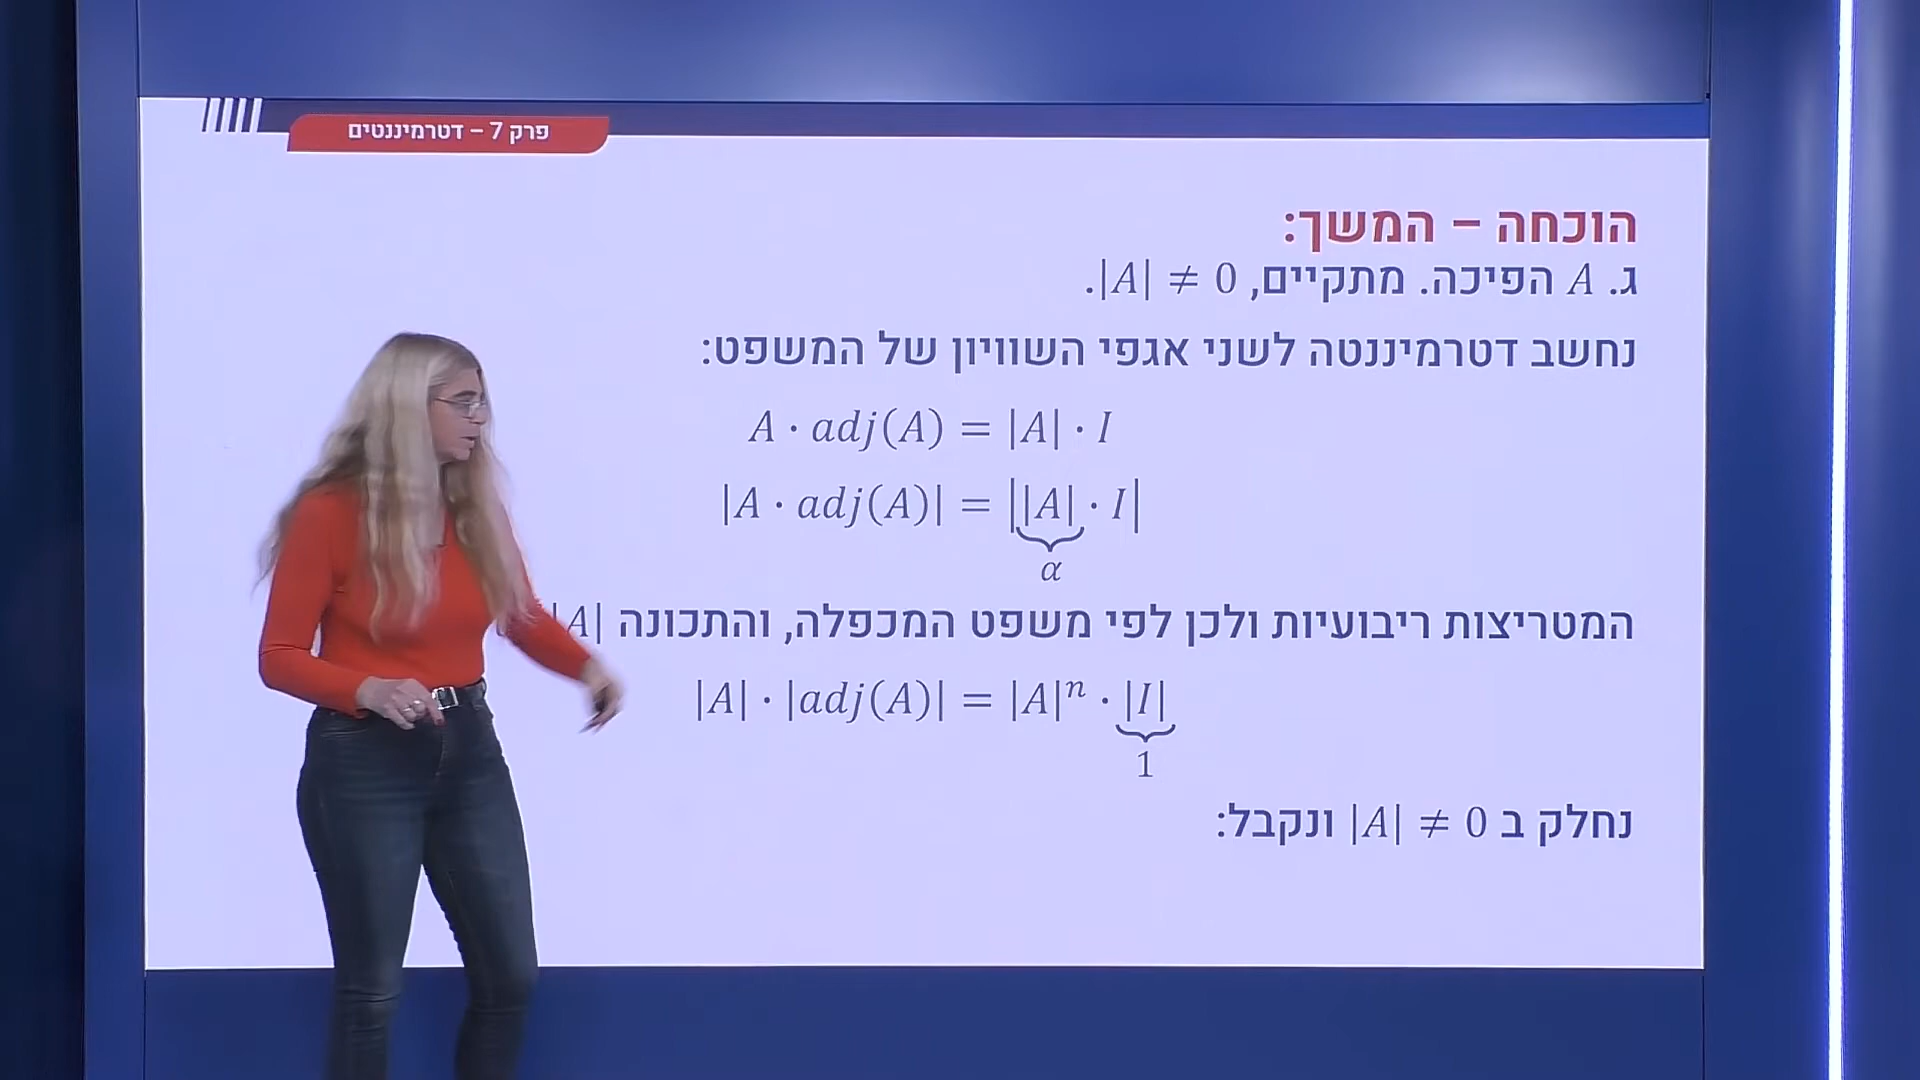 פרק 7 – דטרמיננטים
הוכחה – המשך:
ג. A הפיכה. מתקיים, |A| ≠ 0.
נחשב דטרמיננטה לשני אגפי השוויון של המשפט:
A · adj(A) = |A| · I
|A · adj(A)| = ||A| · I|
α
המטריצות ריבועיות ולכן לפי משפט המכפלה, והתכונה A|
|A| · |adj(A)| = |A|ⁿ · |I|
1
נחלק ב |A| ≠ 0 ונקבל: